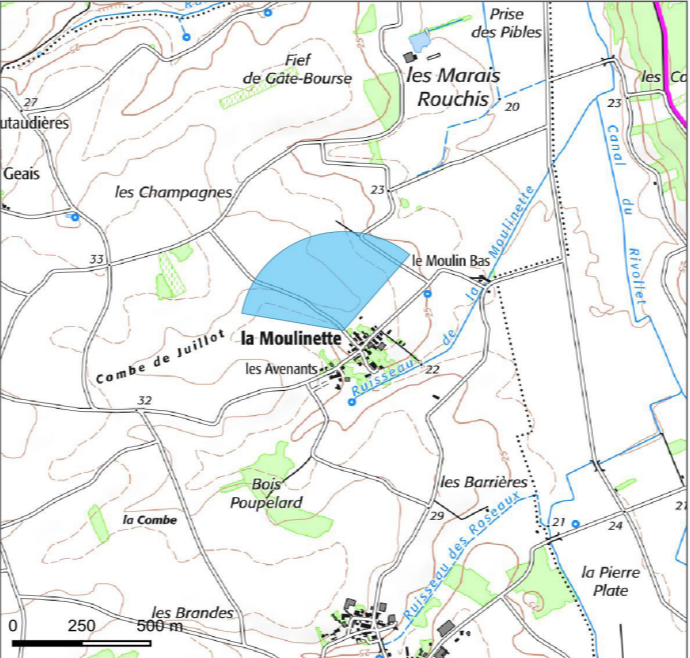 Prise
des Pibles
Fief
de Gâte-Bourse
les Marais
Rouchis
27
20
23
utaudières
Geais
les Champagnes
23
Canal du Rivollet
33
le Moulin Bas
Ruisseau de la Moulinette
25
la Moulinette
Combe de Juillot
les Avenants
22
32
Bois
Poupelard
les Barrières
la Combe
29
Ruisseau des Roseaux
21
24
la Pierre
Plate
les Brandes
0 250 500 m